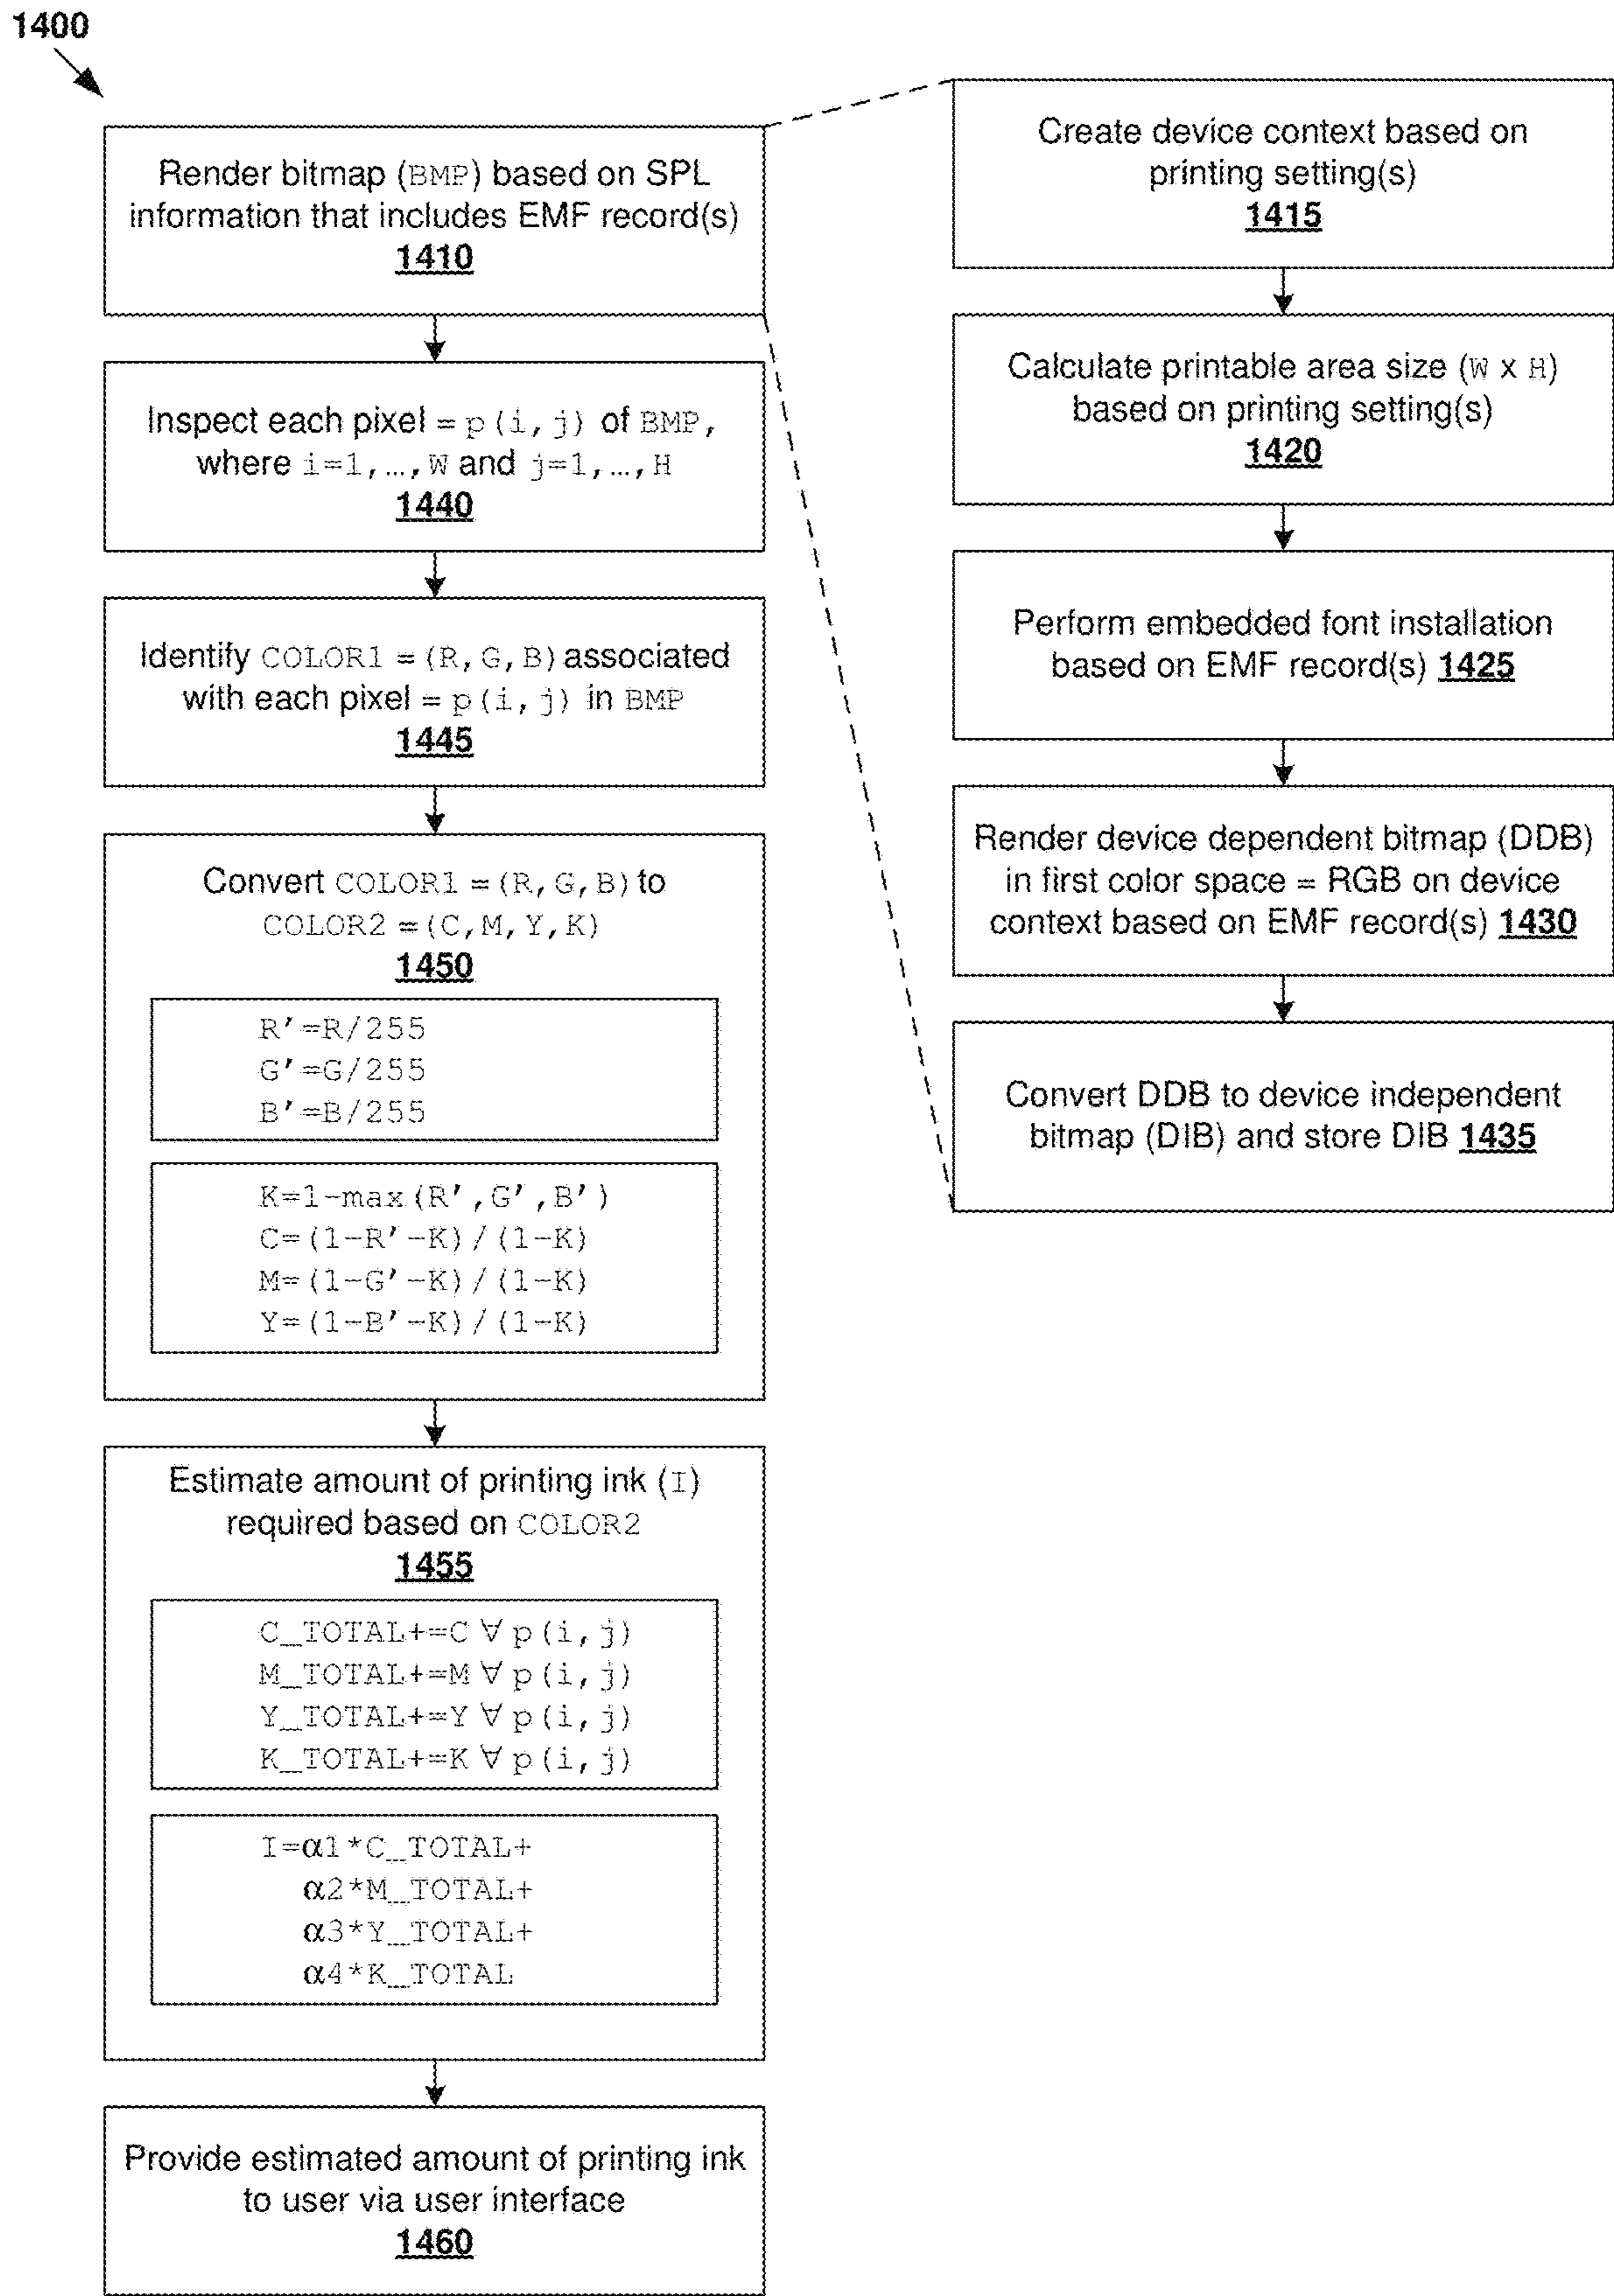 1400
Render bitmap (BMP) based on SPL
information that includes EMF record(s)
1410
Inspect each pixel = p(i,j) of BMP,
where i=1,…,W and j=1,…,H
1440
Identify COLOR1 = (R,G,B) associated
with each pixel = p(i,j) in BMP
1445
Convert COLOR1 = (R,G,B) to
COLOR2 = (C,M,Y,K)
1450
R'=R/255
G'=G/255
B'=B/255
K=1-max(R',G',B')
C=(1-R'-K)/(1-K)
M=(1-G'-K)/(1-K)
Y=(1-B'-K)/(1-K)
Estimate amount of printing ink (I)
required based on COLOR2
1455
C_TOTAL+=C ∀ p(i,j)
M_TOTAL+=M ∀ p(i,j)
Y_TOTAL+=Y ∀ p(i,j)
K_TOTAL+=K ∀ p(i,j)
I=α1*C_TOTAL+
α2*M_TOTAL+
α3*Y_TOTAL+
α4*K_TOTAL
Provide estimated amount of printing ink
to user via user interface
1460
Create device context based on
printing setting(s)
1415
Calculate printable area size (W x H)
based on printing setting(s)
1420
Perform embedded font installation
based on EMF record(s) 1425
Render device dependent bitmap (DDB)
in first color space = RGB on device
context based on EMF record(s) 1430
Convert DDB to device independent
bitmap (DIB) and store DIB 1435